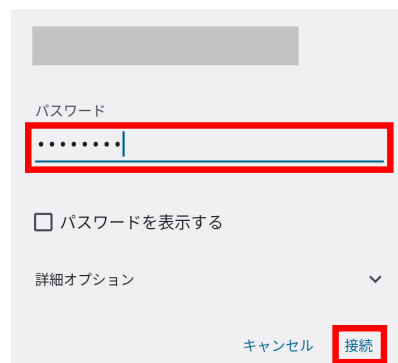 パスワード
••••••••
パスワードを表示する
詳細オプション
キャンセル 接続